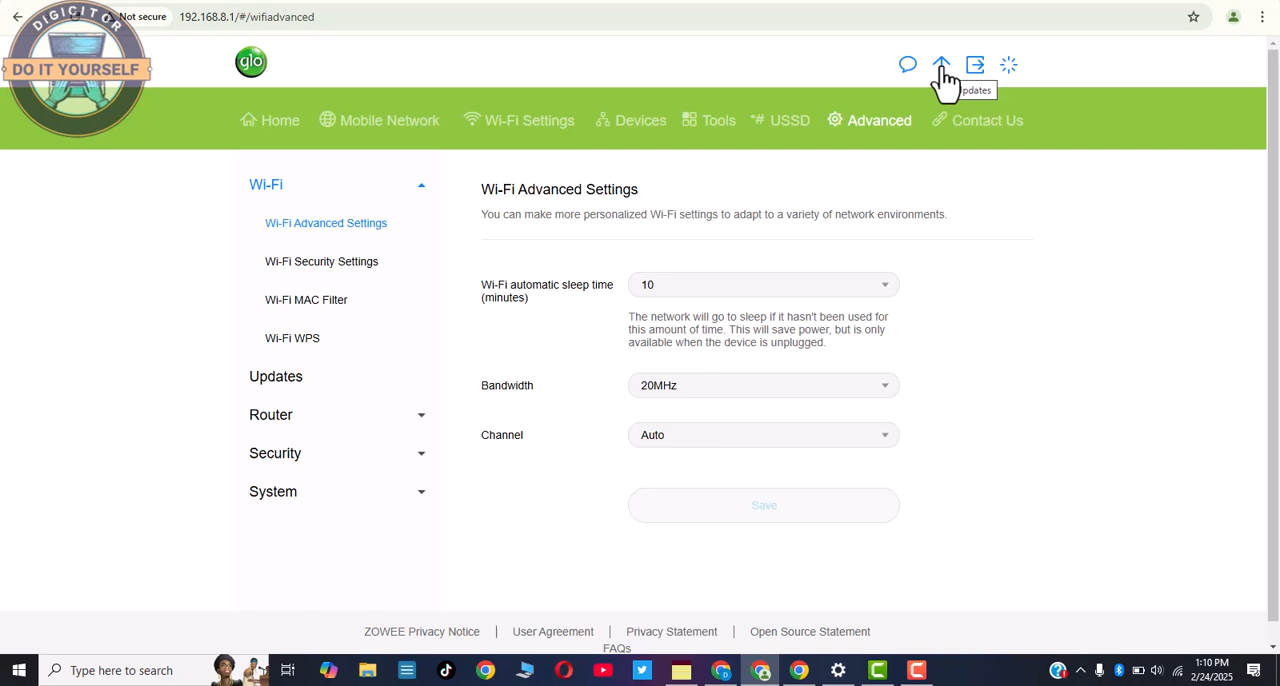 Not secure
192.168.8.1/#/wifiadvanced
DIGICITOR
DO IT YOURSELF
glo
pdates
Home
Mobile Network
Wi-Fi Settings
Devices
Tools
*# USSD
Advanced
Contact Us
Wi-Fi
Wi-Fi Advanced Settings
Wi-Fi Security Settings
Wi-Fi MAC Filter
Wi-Fi WPS
Updates
Router
Security
System
Wi-Fi Advanced Settings
You can make more personalized Wi-Fi settings to adapt to a variety of network environments.
Wi-Fi automatic sleep time
(minutes)
10
The network will go to sleep if it hasn't been used for
this amount of time. This will save power, but is only
available when the device is unplugged.
Bandwidth
20MHz
Channel
Auto
Save
ZOWEE Privacy Notice | User Agreement | Privacy Statement | Open Source Statement
FAQs
Type here to search
1:10 PM
2/24/2025